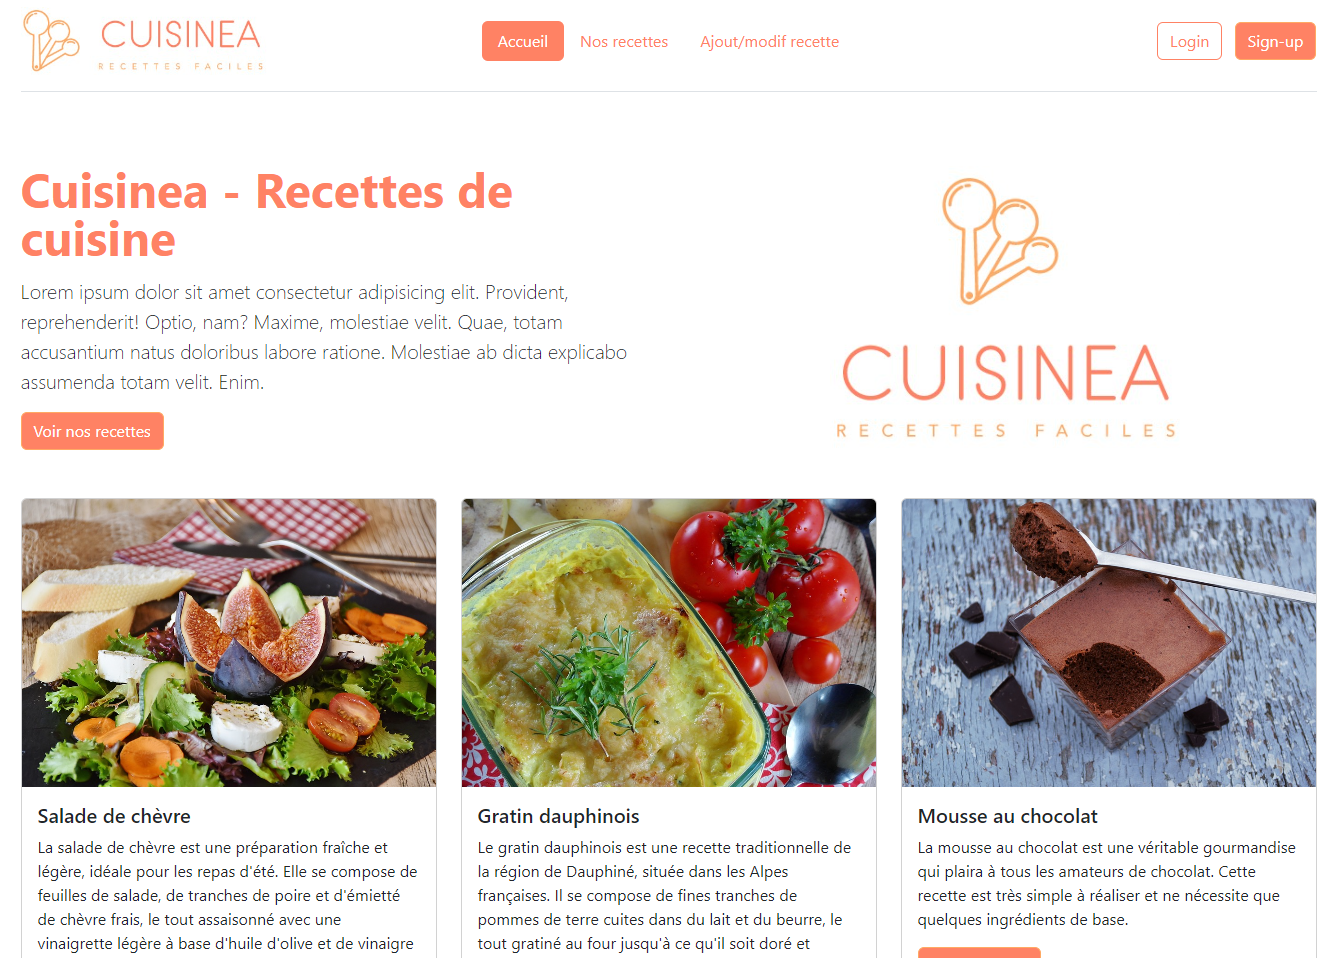 CUISINEA
RECETTES FACILES
Accueil
Nos recettes
Ajout/modif recette
Login
Sign-up
Cuisinea - Recettes de
cuisine
Lorem ipsum dolor sit amet consectetur adipisicing elit. Provident,
reprehenderit! Optio, nam? Maxime, molestiae velit. Quae, totam
accusantium natus doloribus labore ratione. Molestiae ab dicta explicabo
assumenda totam velit. Enim.
Voir nos recettes
CUISINEA
RECETTES FACILES
Salade de chèvre
La salade de chèvre est une préparation fraîche et
légère, idéale pour les repas d'été. Elle se compose de
feuilles de salade, de tranches de poire et d'émietté
de chèvre frais, le tout assaisonné avec une
vinaigrette légère à base d'huile d'olive et de vinaigre
Gratin dauphinois
Le gratin dauphinois est une recette traditionnelle de
la région de Dauphiné, située dans les Alpes
françaises. Il se compose de fines tranches de
pommes de terre cuites dans du lait et du beurre, le
tout gratiné au four jusqu'à ce qu'il soit doré et
Mousse au chocolat
La mousse au chocolat est une véritable gourmandise
qui plaira à tous les amateurs de chocolat. Cette
recette est très simple à réaliser et ne nécessite que
quelques ingrédients de base.